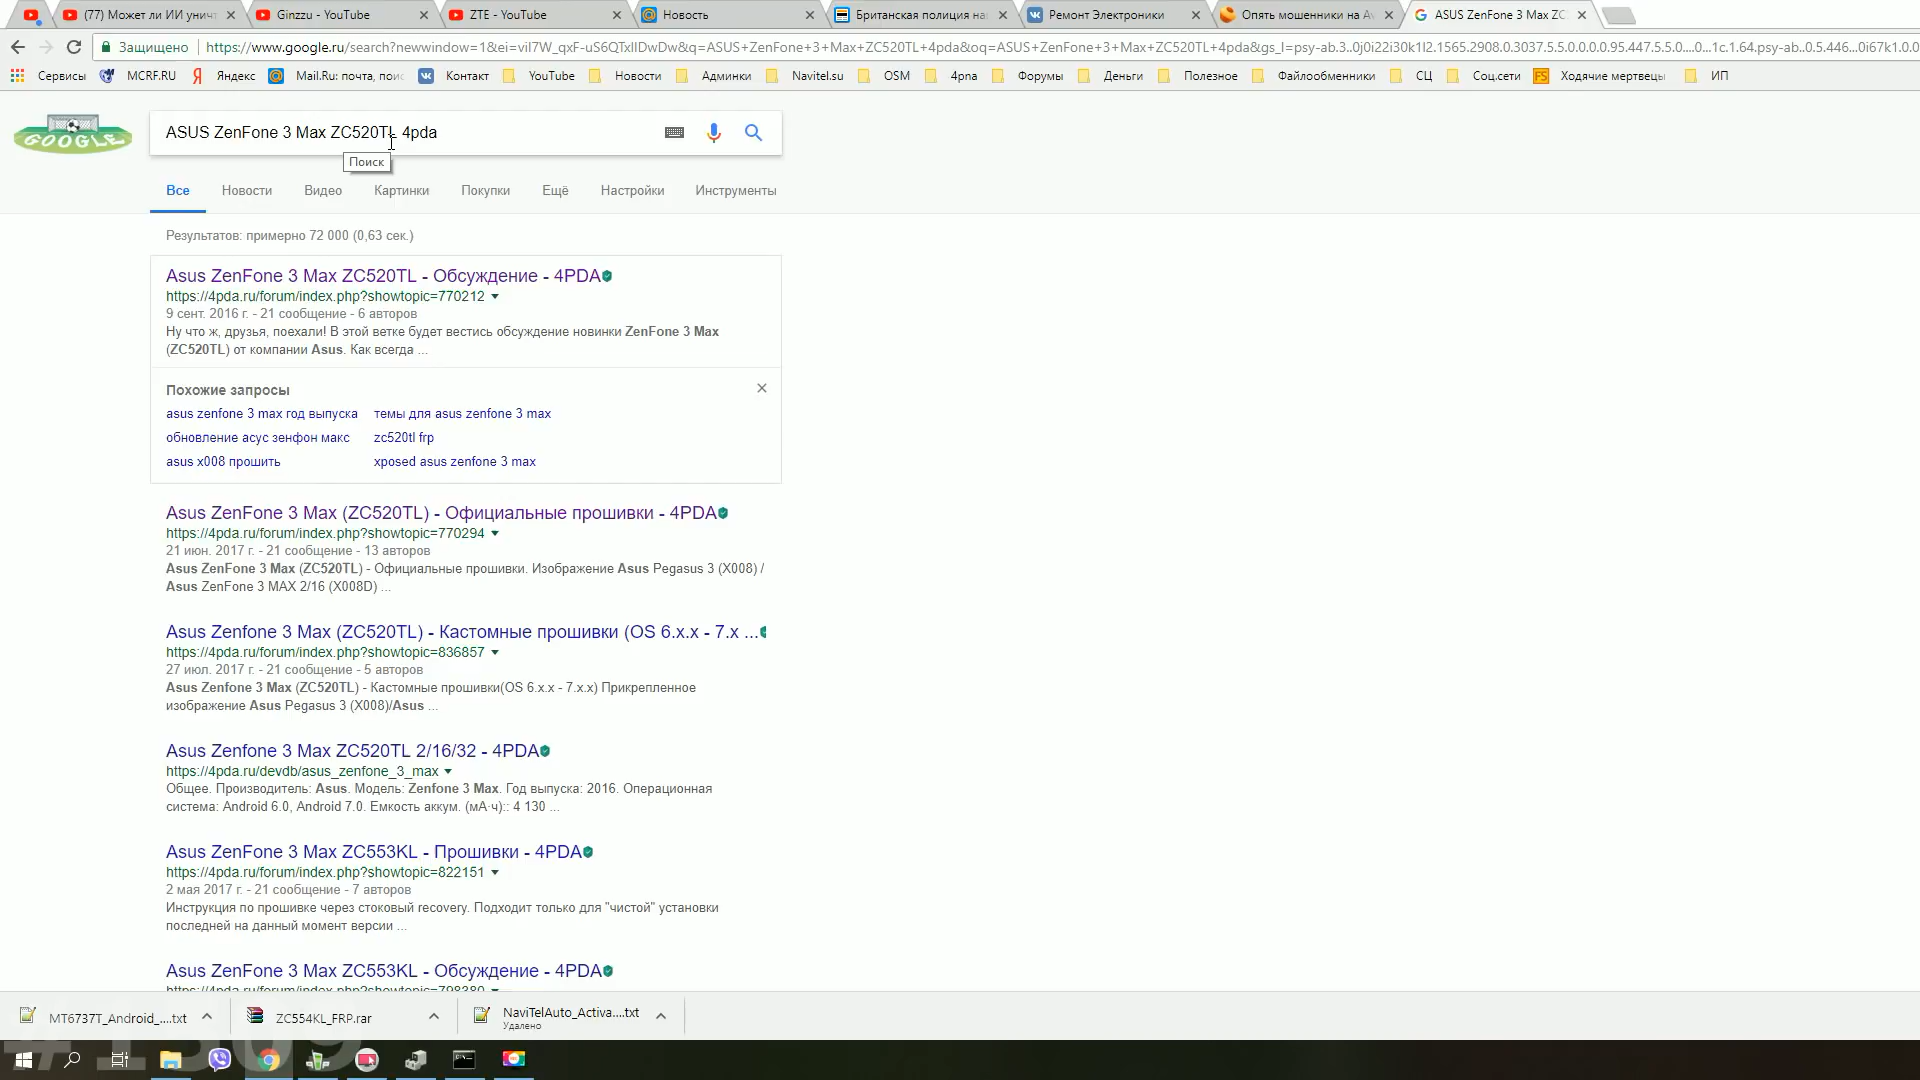 (77) Может ли ИИ уничт
Ginzzu - YouTube
ZTE - YouTube
Новость
Британская полиция на
Ремонт Электроники
Опять мошенники на Av
ASUS ZenFone 3 Max ZC
Защищено
https://www.google.ru/search?newwindow=1&ei=
&q=ASUS+ZenFone+3+Max+ZC520TL+4pda&oq=ASUS+ZenFone+3+Max+ZC520TL+4pda&gs_l=psy-ab.3..0j0i22i30k1l2.1565.2908.0.3037.5.5.0.0.0.0.95.447.5.5.0....0...1c.1.64.psy-ab..0.5.446...0i67k1.0.0
Сервисы
MCRF.RU
Яндекс
Mail.Ru: почта, поис
Контакт
YouTube
Новости
Админки
Navitel.su
OSM
4pna
Форумы
Деньги
Полезное
Файлообменники
СЦ
Соц.сети
Ходячие мертвецы
ИП
GOOGLE
ASUS ZenFone 3 Max ZC520TL 4pda
Поиск
Все
Новости
Видео
Картинки
Покупки
Ещё
Настройки
Инструменты
Результатов: примерно 72 000 (0,63 сек.)
Asus ZenFone 3 Max ZC520TL - Обсуждение - 4PDA
https://4pda.ru/forum/index.php?showtopic=770212
9 сент. 2016 г. - 21 сообщение - 6 авторов
Ну что ж, друзья, поехали! В этой ветке будет вестись обсуждение новинки ZenFone 3 Max
(ZC520TL) от компании Asus. Как всегда ...
Похожие запросы
asus zenfone 3 max год выпуска
темы для asus zenfone 3 max
обновление асус зенфон макс
zc520tl frp
asus x008 прошить
xposed asus zenfone 3 max
Asus ZenFone 3 Max (ZC520TL) - Официальные прошивки - 4PDA
https://4pda.ru/forum/index.php?showtopic=770294
21 июн. 2017 г. - 21 сообщение - 13 авторов
Asus ZenFone 3 Max (ZC520TL) - Официальные прошивки. Изображение Asus Pegasus 3 (X008) /
Asus ZenFone 3 MAX 2/16 (X008D) ...
Asus Zenfone 3 Max (ZC520TL) - Кастомные прошивки (OS 6.x.x - 7.x ...
https://4pda.ru/forum/index.php?showtopic=836857
27 июл. 2017 г. - 21 сообщение - 5 авторов
Asus Zenfone 3 Max (ZC520TL) - Кастомные прошивки(OS 6.x.x - 7.x.x) Прикрепленное
изображение Asus Pegasus 3 (X008)/Asus ...
Asus Zenfone 3 Max ZC520TL 2/16/32 - 4PDA
https://4pda.ru/devdb/asus_zenfone_3_max
Общее. Производитель: Asus. Модель: Zenfone 3 Max. Год выпуска: 2016. Операционная
система: Android 6.0, Android 7.0. Емкость аккум. (мА·ч):: 4 130 ...
Asus ZenFone 3 Max ZC553KL - Прошивки - 4PDA
https://4pda.ru/forum/index.php?showtopic=822151
2 мая 2017 г. - 21 сообщение - 7 авторов
Инструкция по прошивке через стоковый recovery. Подходит только для "чистой" установки
последней на данный момент версии ...
Asus ZenFone 3 Max ZC553KL - Обсуждение - 4PDA
https://4pda.ru/forum/index.php?showtopic=798380
MT6737T_Android_....txt
ZC554KL_FRP.rar
NaviTelAuto_Activa....txt
Удалено
#1309